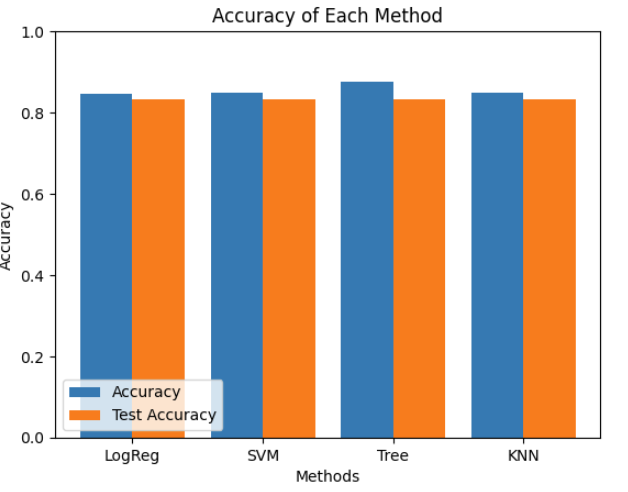 Accuracy of Each Method
1.0
0.8
0.6
0.4
0.2
0.0
Accuracy
Accuracy
Test Accuracy
LogReg SVM Tree KNN
Methods